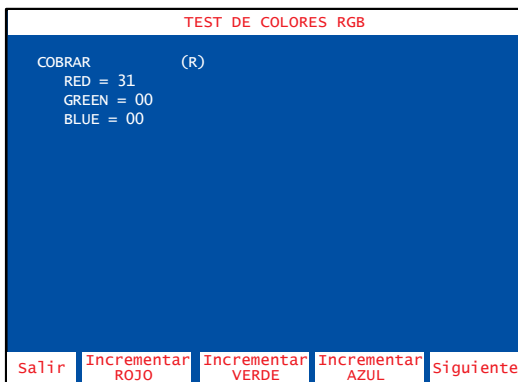 TEST DE COLORES RGB
COBRAR (R)
RED = 31
GREEN = 00
BLUE = 00
Salir
Incrementar
ROJO
Incrementar
VERDE
Incrementar
AZUL
Siguiente